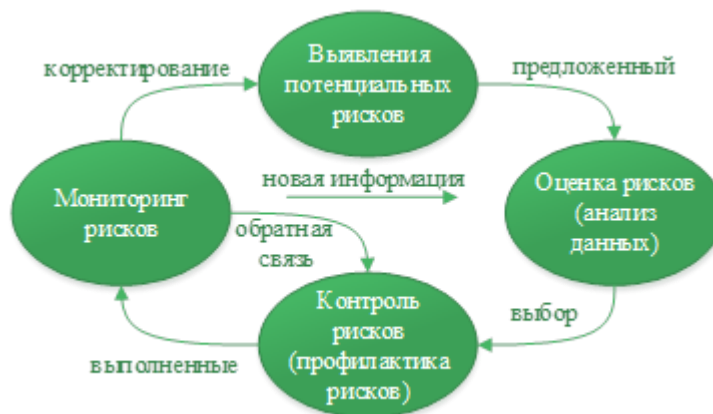 Выявления
потенциальных
рисков
корректирование
предложенный
новая информация
Мониторинг
рисков
Оценка рисков
(анализ
данных)
обратная
связь
Контроль
рисков
(профилактика
рисков)
выбор
выполненные